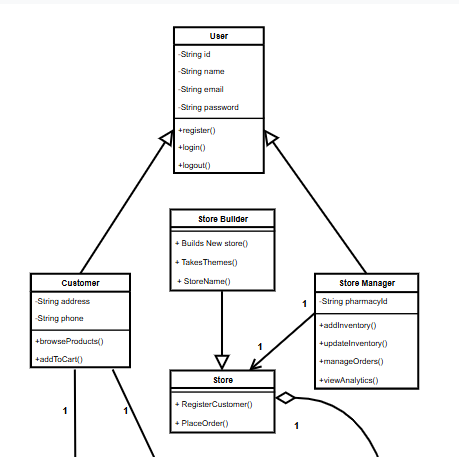 User
-String id
-String name
-String email
-String password
+register()
+login()
+logout()
Store Builder
+ Builds New store()
+ TakesThemes()
+ StoreName()
Customer
-String address
-String phone
+browseProducts()
+addToCart()
Store Manager
-String pharmacyId
+addInventory()
+updateInventory()
+manageOrders()
+viewAnalytics()
1
1
Store
+ RegisterCustomer()
+ PlaceOrder()
1
1
1